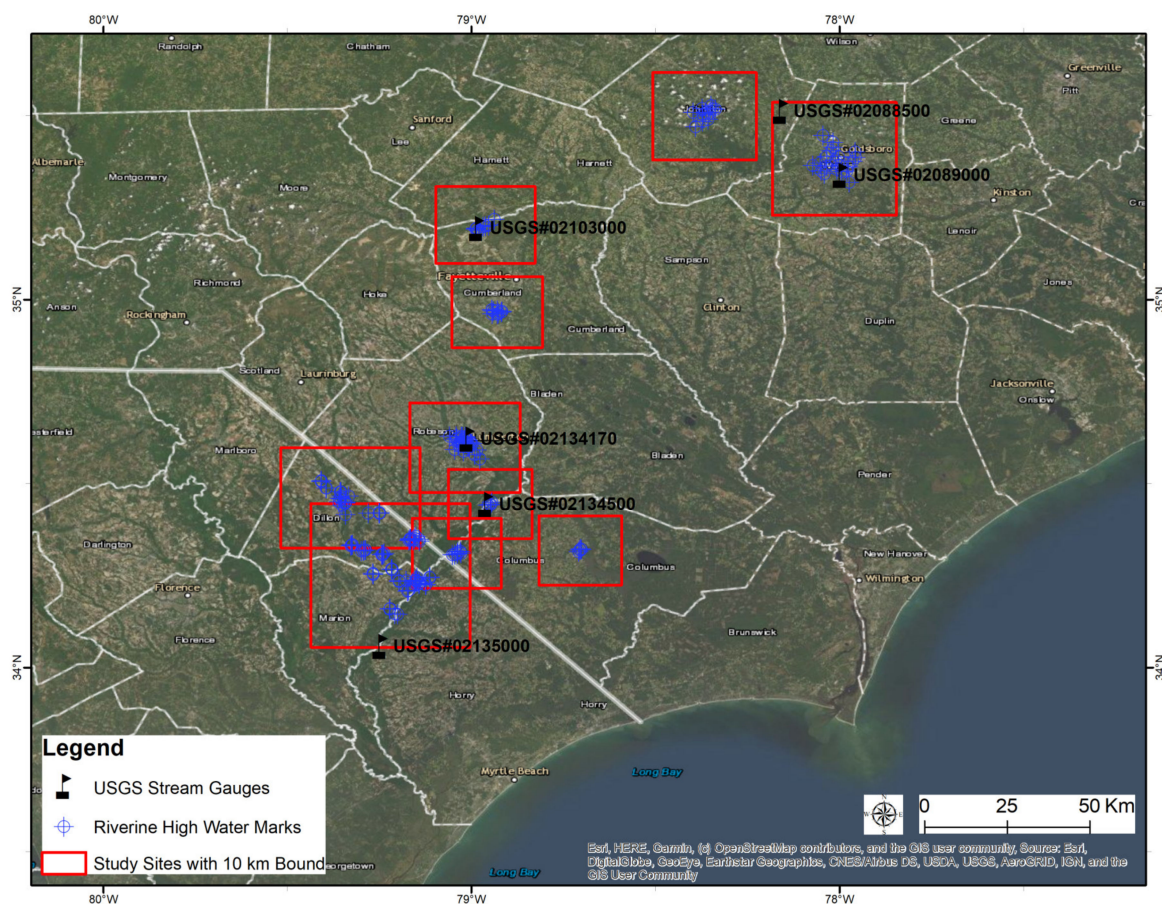 80°W 79°W 78°W
Randolph
Chatham
Wilson
Greenville
Pitt
Johnston
USGS#02088500
Greene
Sanford
Lee
Albemarle
Harnett
Harnett
Goldsboro
Montgomery
Moore
USGS#02089000
Kinston
Lenoir
USGS#02103000
Sampson
Fayetteville
Richmond
Hoke
Cumberland
Jones
35°N
35°N
Anson
Rockingham
Clinton
Duplin
Cumberland
Scotland
Laurinburg
Jacksonville
Onslow
Bladen
Robeson
USGS#02134170
Marlboro
Bladen
Pender
USGS#02134500
Dillon
Darlington
Columbus
Columbus
New Hanover
Wilmington
Florence
Marion
Brunswick
Florence
USGS#02135000
34°N
34°N
Horry
Horry
Myrtle Beach
Long Bay
Legend
USGS Stream Gauges
Riverine High Water Marks
Study Sites with 10 km Bound
eorgetown
Long Bay
N
W E
S
0 25 50 Km
Esri, HERE, Garmin, (c) OpenStreetMap contributors, and the GIS user community, Source: Esri,
DigitalGlobe, GeoEye, Earthstar Geographics, CNES/Airbus DS, USDA, USGS, AeroGRID, IGN, and the
GIS User Community
80°W 79°W 78°W